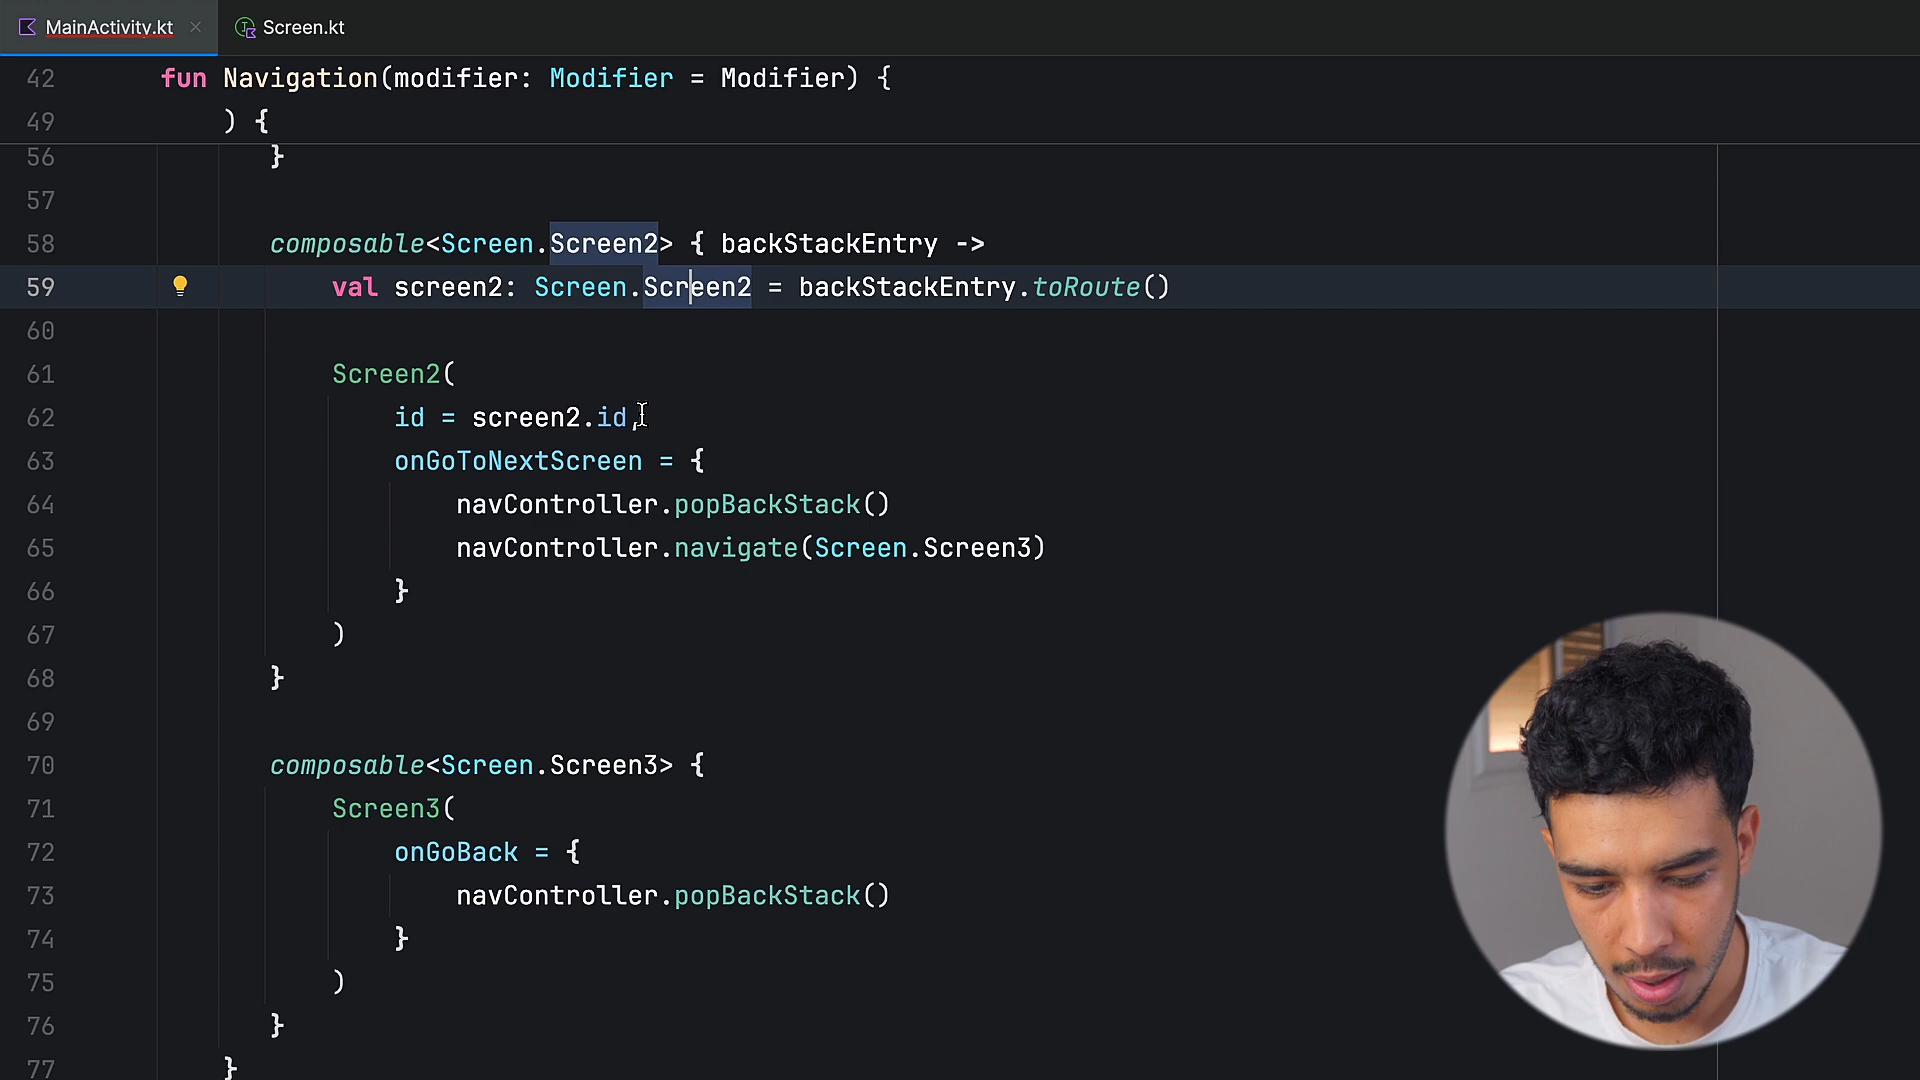 MainActivity.kt × Screen.kt
42 fun Navigation(modifier: Modifier = Modifier) {
49 ) {
56 }
57
58 composable<Screen.Screen2> { backStackEntry ->
59 val screen2: Screen.Screen2 = backStackEntry.toRoute()
60
61 Screen2(
62 id = screen2.id,
63 onGoToNextScreen = {
64 navController.popBackStack()
65 navController.navigate(Screen.Screen3)
66 }
67 )
68 }
69
70 composable<Screen.Screen3> {
71 Screen3(
72 onGoBack = {
73 navController.popBackStack()
74 }
75 )
76 }
77 }